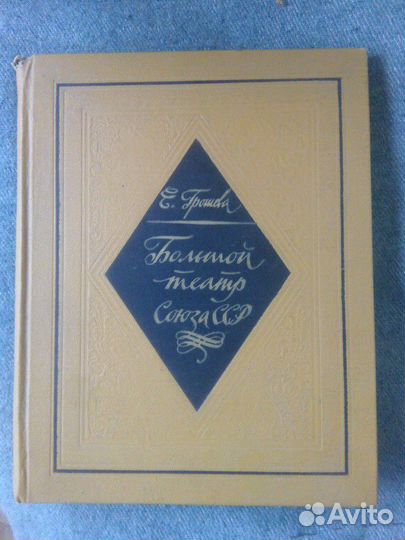 Е. Грошева
Большой
театр
Союза ССР
Avito